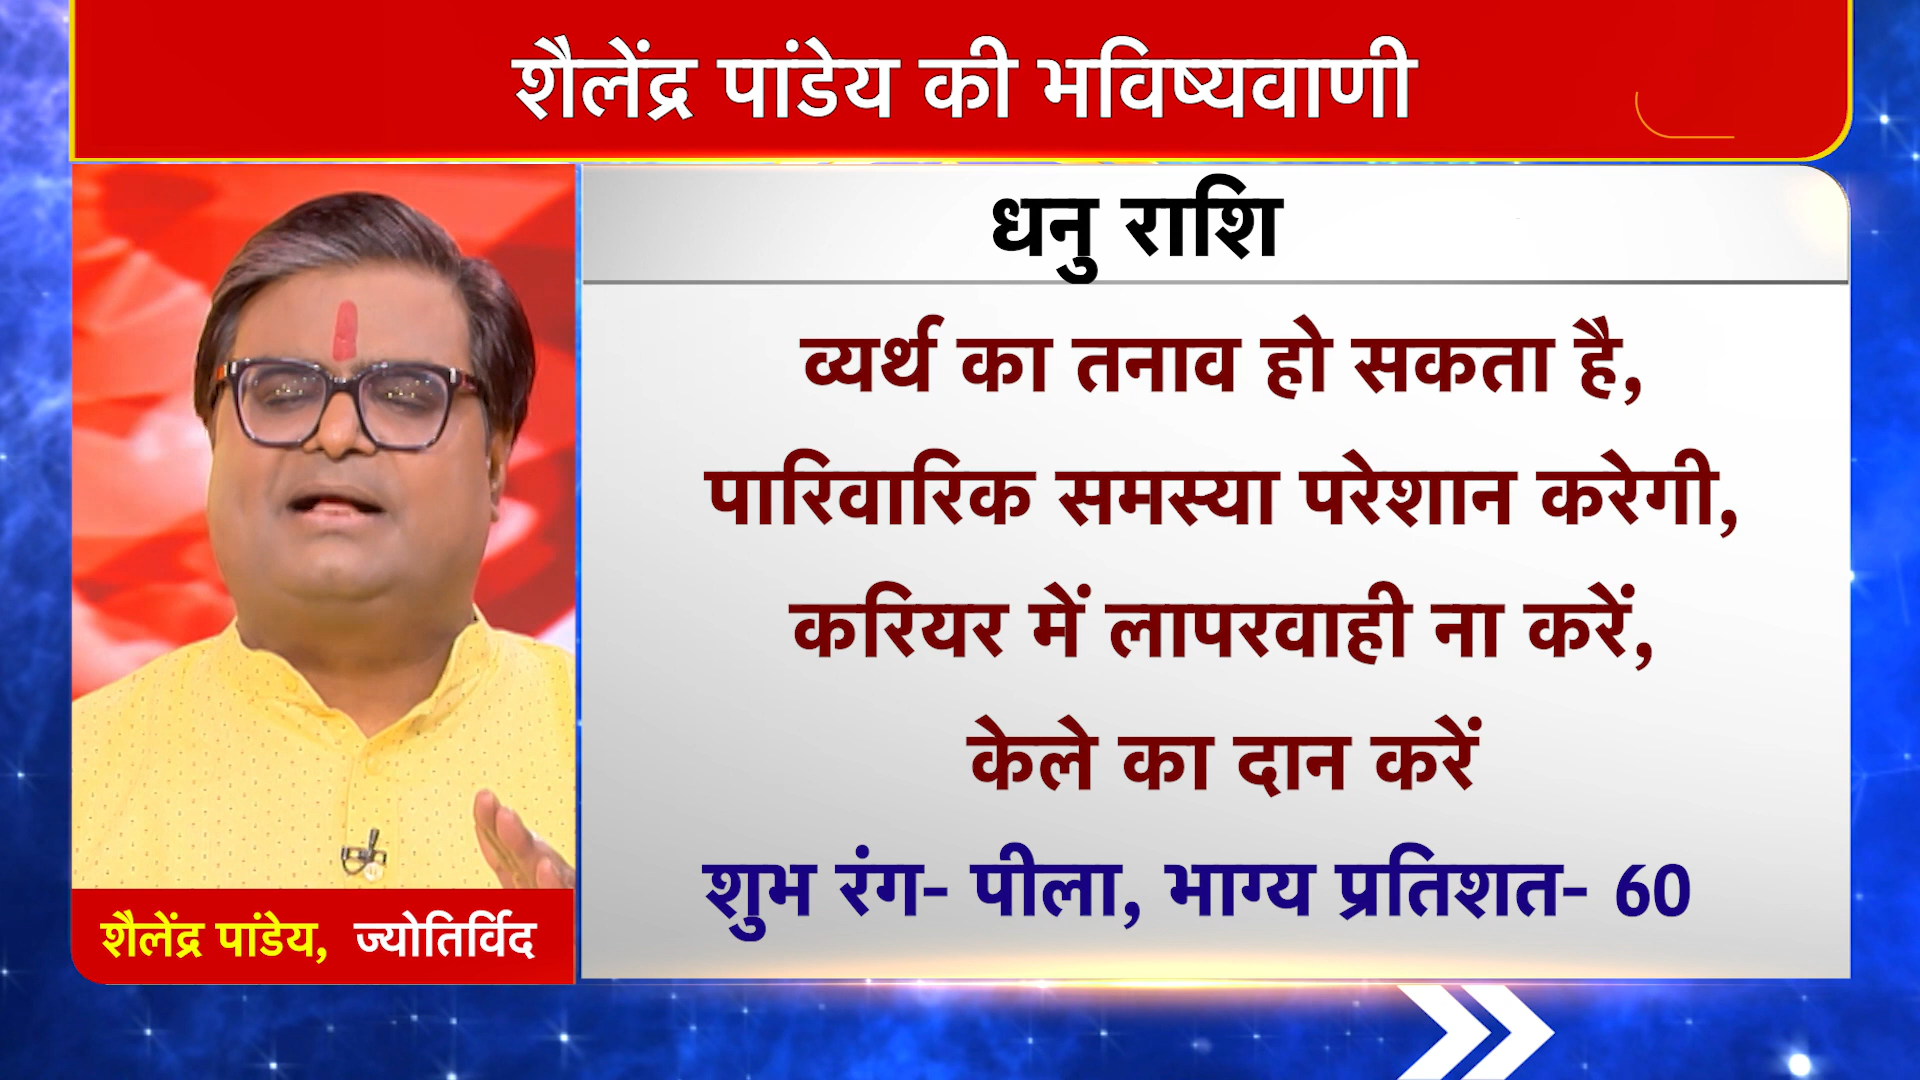 शैलेंद्र पांडेय की भविष्यवाणी
धनु राशि
व्यर्थ का तनाव हो सकता है,
पारिवारिक समस्या परेशान करेगी,
करियर में लापरवाही ना करें,
केले का दान करें
शुभ रंग- पीला, भाग्य प्रतिशत- 60
शैलेंद्र पांडेय, ज्योतिर्विद